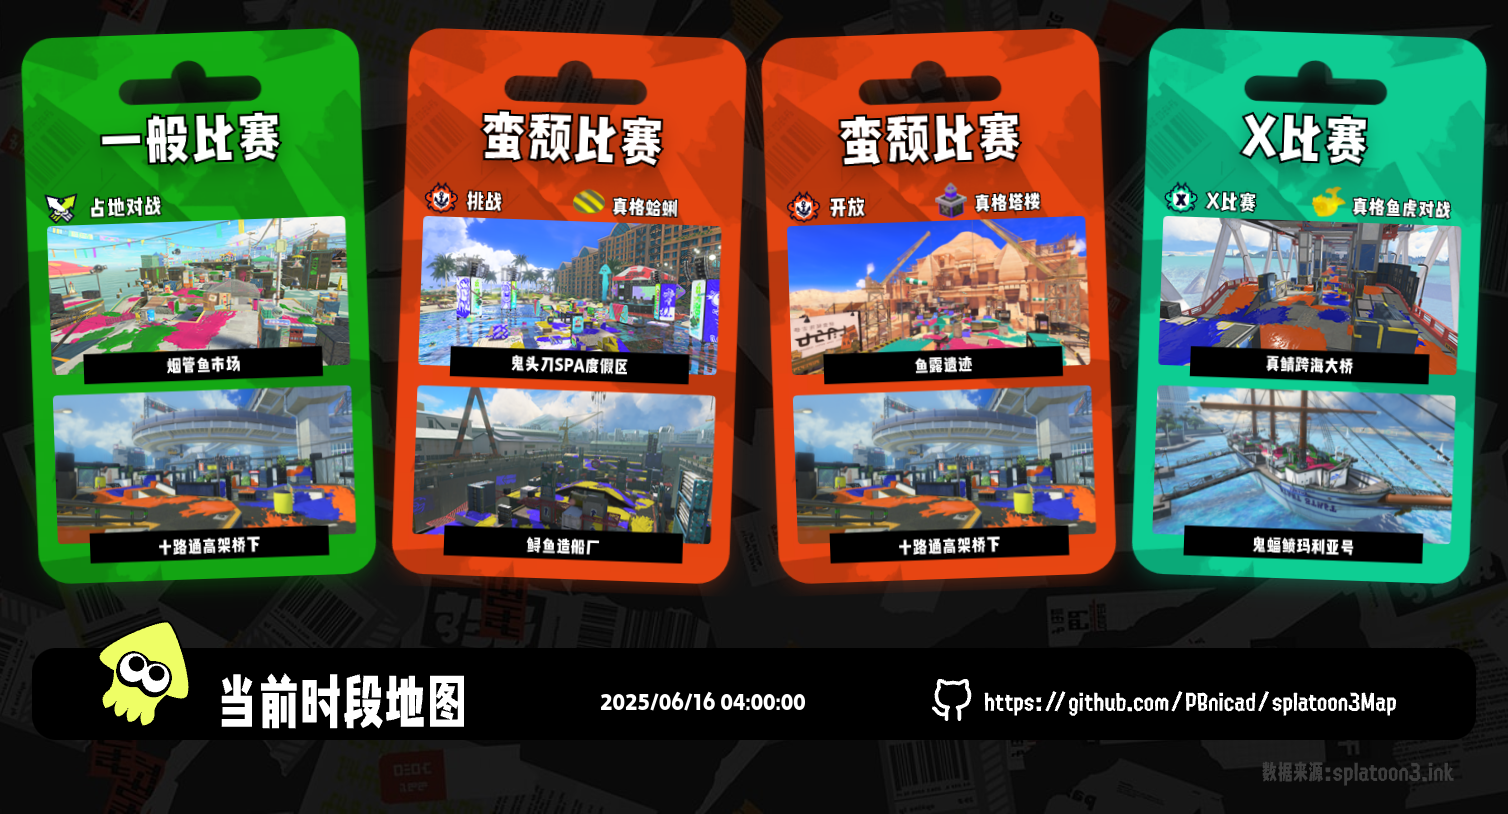 一般比赛
占地对战
烟管鱼市场
十路通高架桥下
蛮颓比赛
挑战
真格蛤蜊
鬼头刀SPA度假区
鲟鱼造船厂
蛮颓比赛
开放
真格塔楼
鱼露遗迹
十路通高架桥下
X比赛
X比赛
真格鱼虎对战
真鲭跨海大桥
鬼蝠鲼玛利亚号
当前时段地图
2025/06/16 04:00:00
https://github.com/PBnicad/splatoon3Map
数据来源:splatoon3.ink